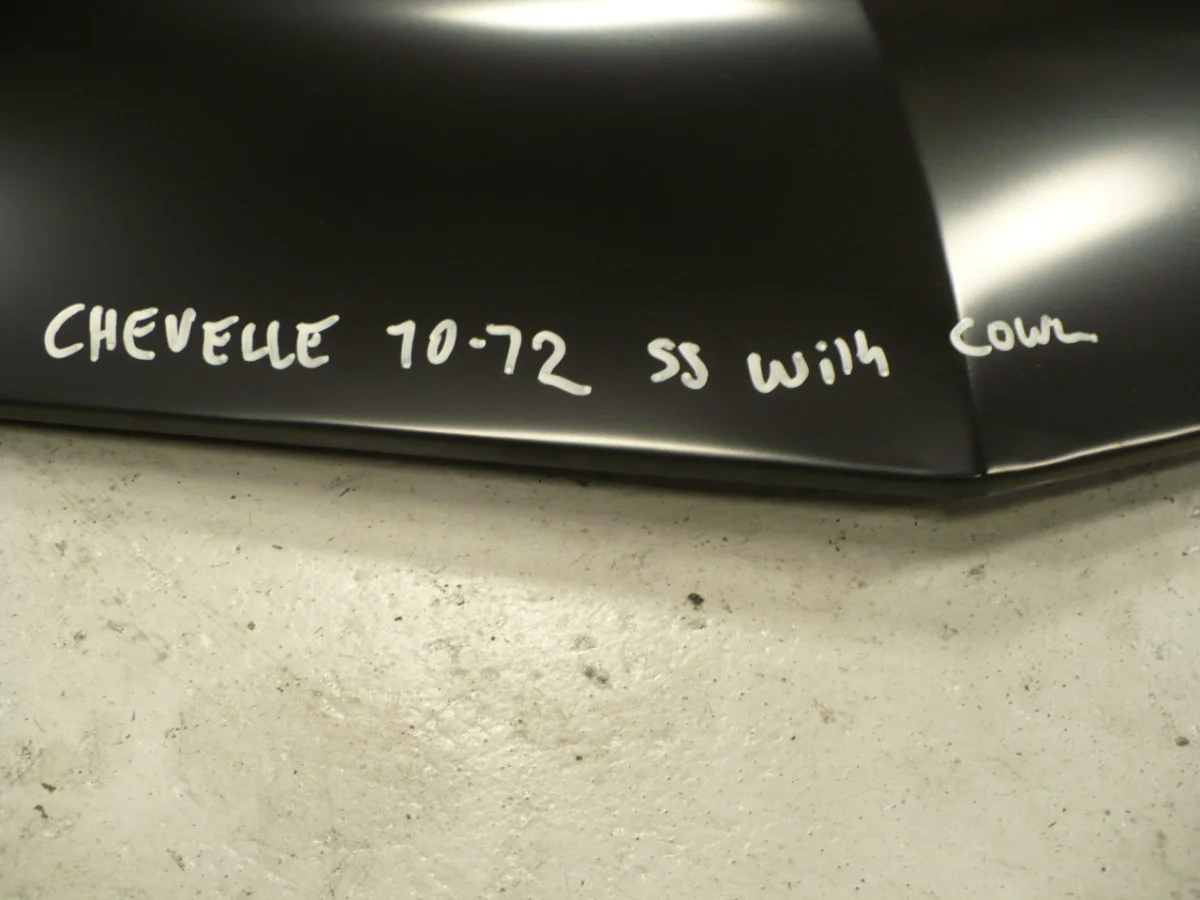 CHEVELLE 70-72 SS With COWL